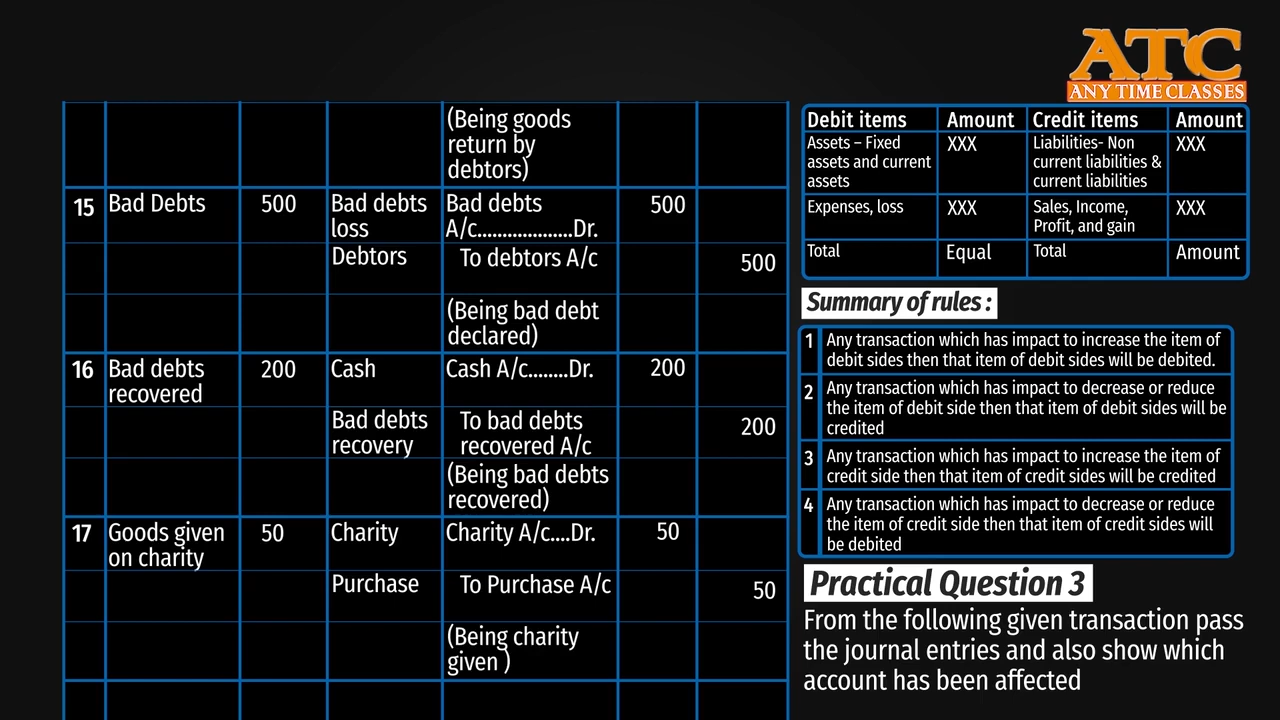 ATC
ANY TIME CLASSES
(Being goods
return by
debtors)
15 Bad Debts 500 Bad debts
loss Bad debts
A/c...................Dr. 500
Debtors To debtors A/c 500
(Being bad debt
declared)
16 Bad debts
recovered 200 Cash Cash A/c........Dr. 200
Bad debts
recovery To bad debts
recovered A/c 200
(Being bad debts
recovered)
17 Goods given
on charity 50 Charity Charity A/c....Dr. 50
Purchase To Purchase A/c 50
(Being charity
given )
Debit items Amount Credit items Amount
Assets – Fixed
assets and current
assets XXX Liabilities- Non
current liabilities &
current liabilities XXX
Expenses, loss XXX Sales, Income,
Profit, and gain XXX
Total Equal Total Amount
Summary of rules :
1 Any transaction which has impact to increase the item of
debit sides then that item of debit sides will be debited.
2 Any transaction which has impact to decrease or reduce
the item of debit side then that item of debit sides will be
credited
3 Any transaction which has impact to increase the item of
credit side then that item of credit sides will be credited
4 Any transaction which has impact to decrease or reduce
the item of credit side then that item of credit sides will
be debited
Practical Question 3
From the following given transaction pass
the journal entries and also show which
account has been affected